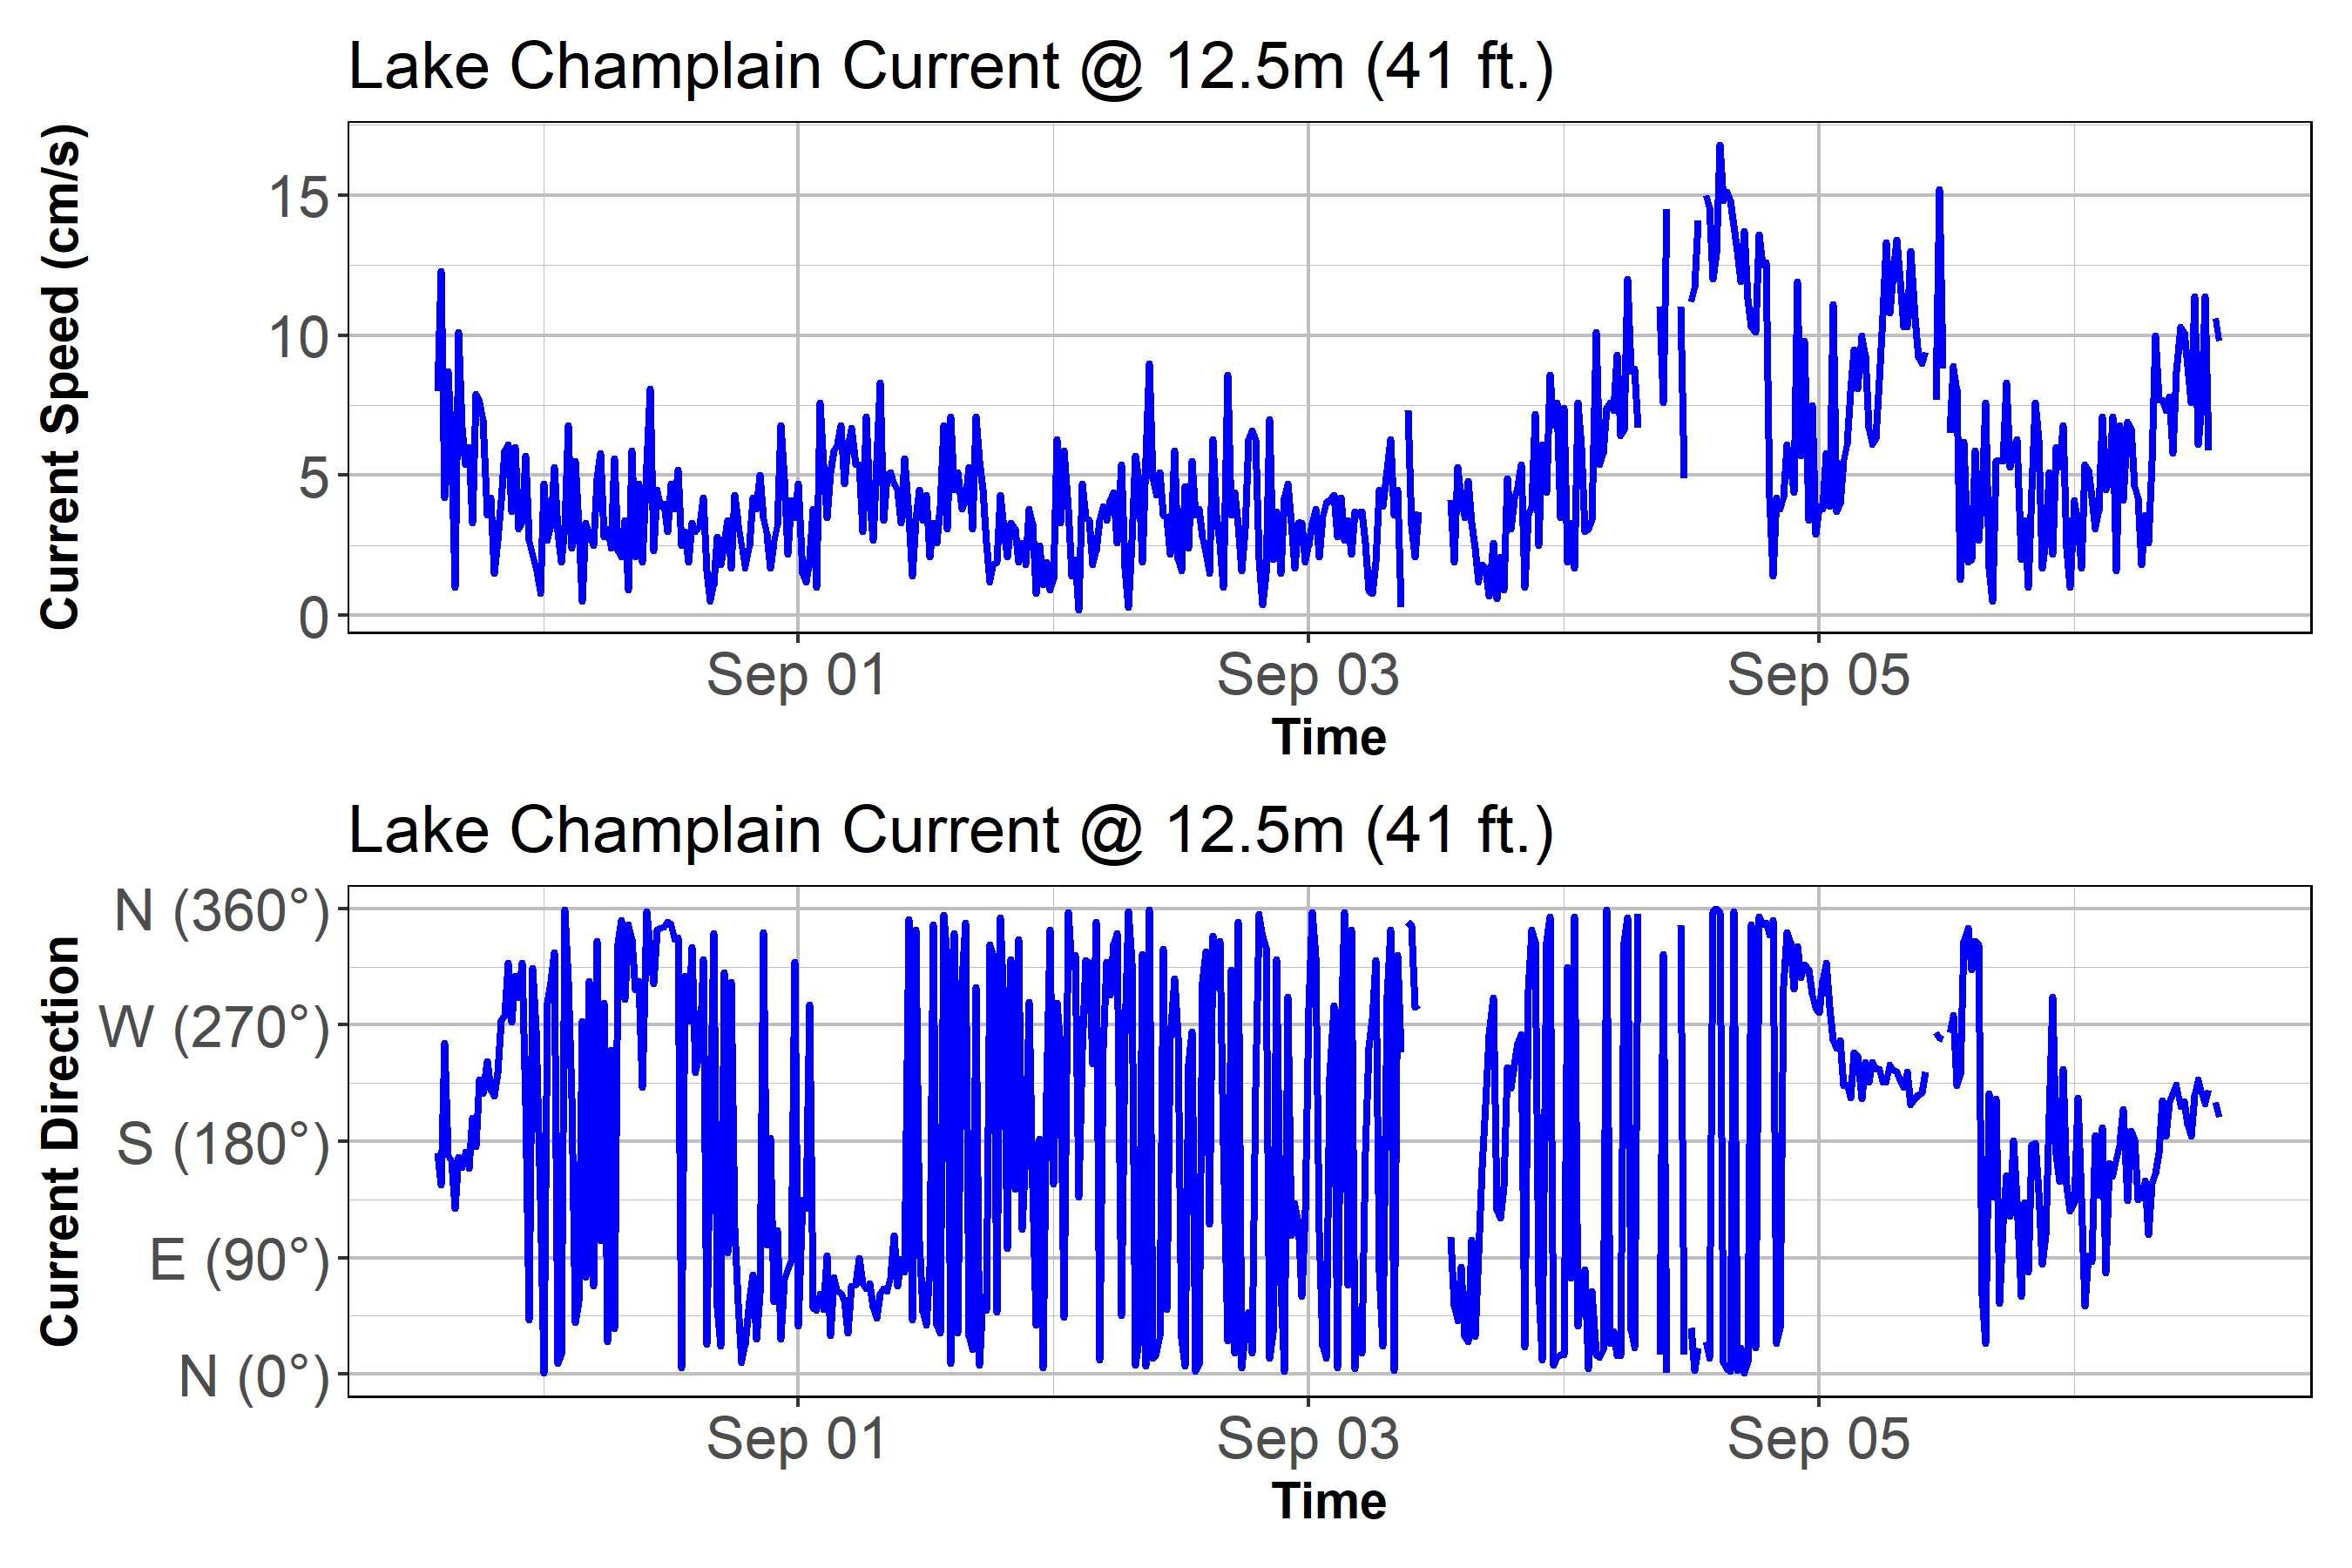 Lake Champlain Current @ 12.5m (41 ft.)
Current Speed (cm/s)
15
10
5
0
Sep 01
Sep 03
Sep 05
Time
Lake Champlain Current @ 12.5m (41 ft.)
Current Direction
N (360°)
W (270°)
S (180°)
E (90°)
N (0°)
Sep 01
Sep 03
Sep 05
Time